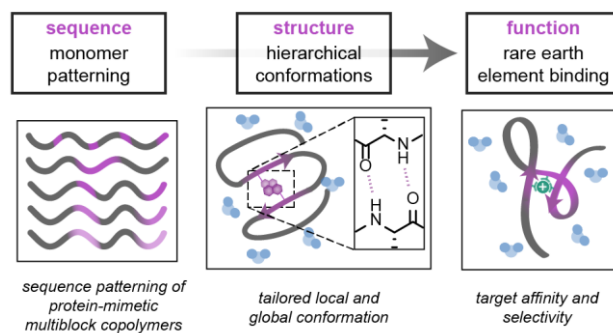 sequence
monomer
patterning
structure
hierarchical
conformations
function
rare earth
element binding
O
N
H
H
N
O
+
sequence patterning of
protein-mimetic
multiblock copolymers
tailored local and
global conformation
target affinity and
selectivity